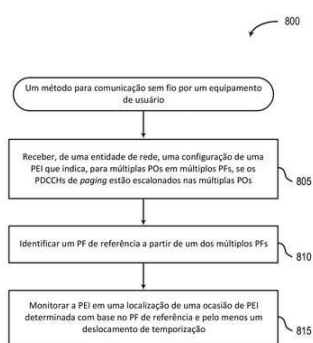 800
Um método para comunicação sem fio por um equipamento
de usuário
Receber, de uma entidade de rede, uma configuração de uma
PEI que indica, para múltiplas POs em múltiplos PFs, se os
PDCCHs de paging estão escalonados nas múltiplas POs
805
Identificar um PF de referência a partir de um dos múltiplos PFs
810
Monitorar a PEI em uma localização de uma ocasião de PEI
determinada com base no PF de referência e pelo menos um
deslocamento de temporização
815